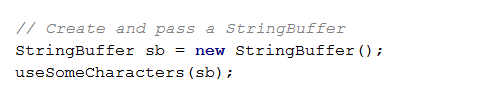 // Create and pass a StringBuffer
StringBuffer sb = new StringBuffer();
useSomeCharacters(sb);